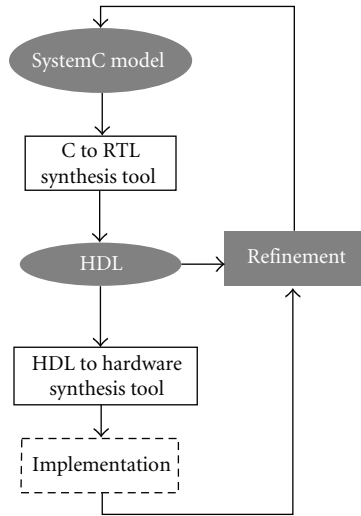 SystemC model
C to RTL
synthesis tool
HDL
Refinement
HDL to hardware
synthesis tool
Implementation